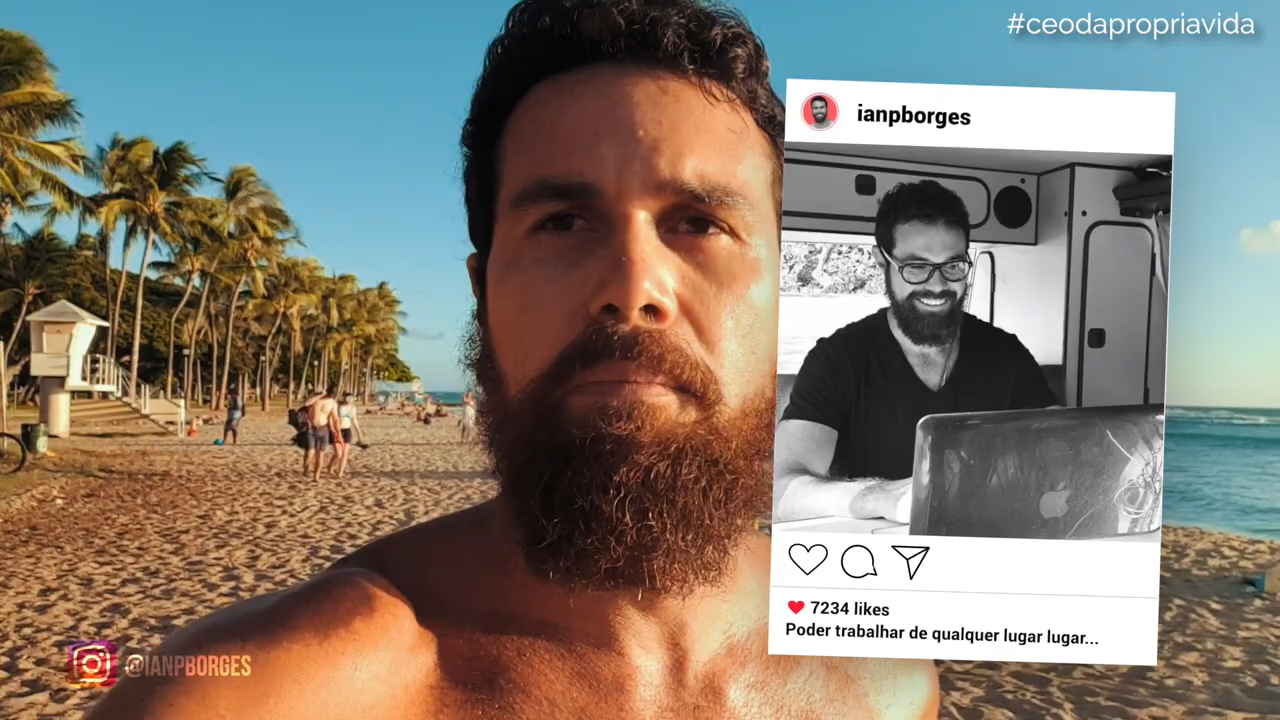 #ceodapropriavida
ianpborges
7234 likes
Poder trabalhar de qualquer lugar lugar...
@IANPBORGES